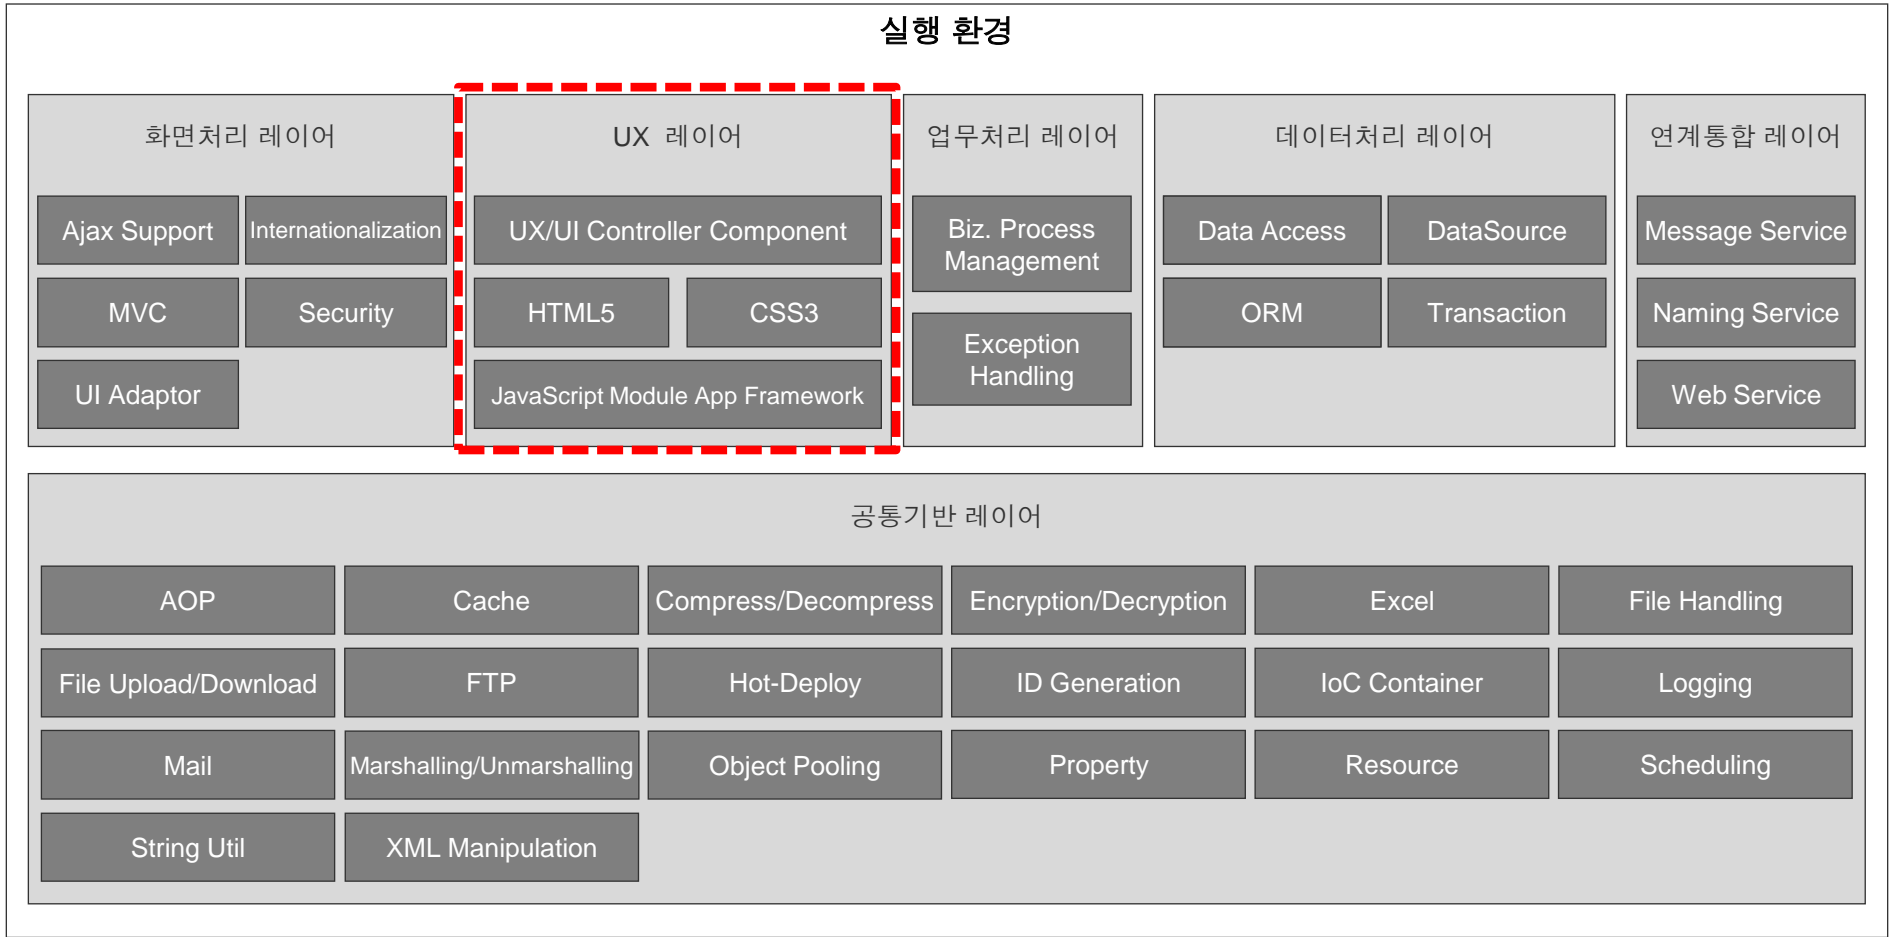 실행 환경
화면처리 레이어
Ajax Support
Internationalization
MVC
Security
UI Adaptor
UX 레이어
UX/UI Controller Component
HTML5
CSS3
JavaScript Module App Framework
업무처리 레이어
Biz. Process
Management
Exception
Handling
데이터처리 레이어
Data Access
DataSource
ORM
Transaction
연계통합 레이어
Message Service
Naming Service
Web Service
공통기반 레이어
AOP
Cache
Compress/Decompress
Encryption/Decryption
Excel
File Handling
File Upload/Download
FTP
Hot-Deploy
ID Generation
IoC Container
Logging
Mail
Marshalling/Unmarshalling
Object Pooling
Property
Resource
Scheduling
String Util
XML Manipulation